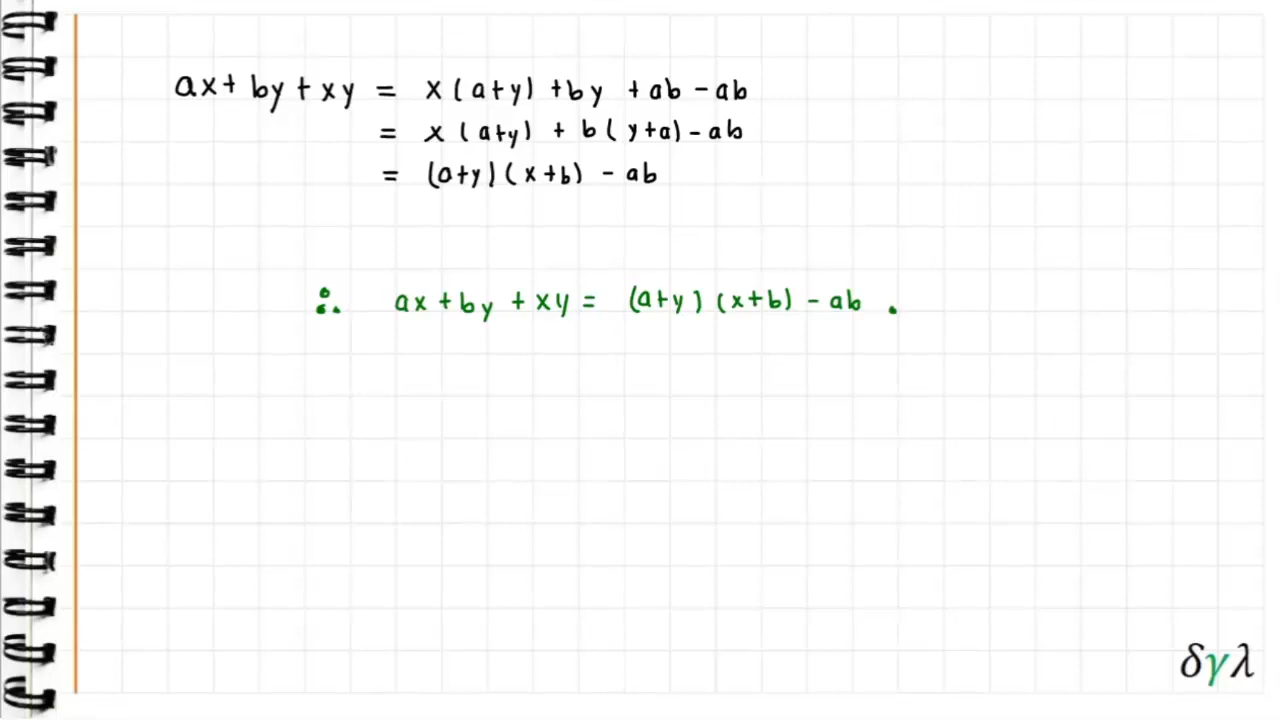 ax + by + xy = x(a+y) + by + ab - ab
= x(a+y) + b(y+a) - ab
= (a+y)(x+b) - ab
∴ ax + by + xy = (a+y)(x+b) - ab .
δγλ